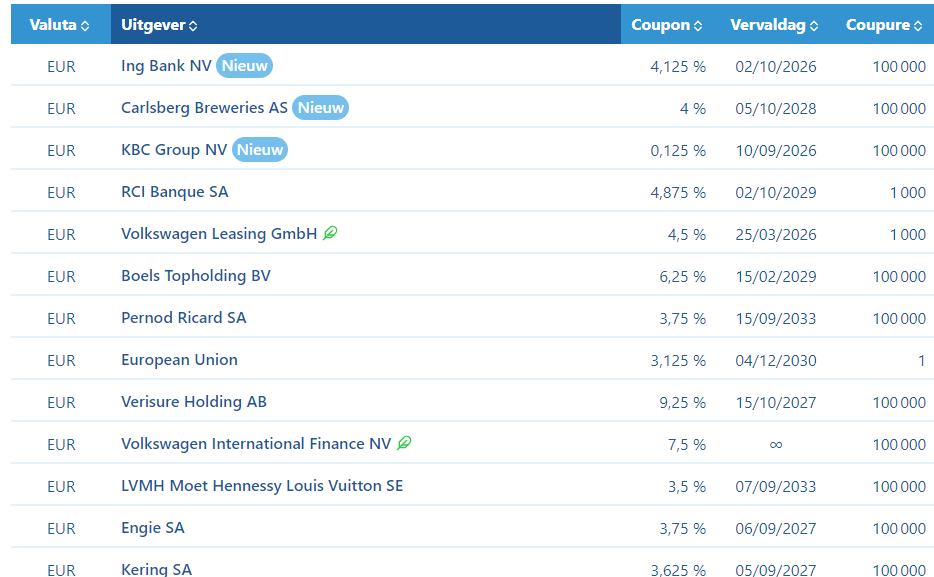 Valuta Uitgever Coupon Vervaldag Coupure
EUR Ing Bank NV Nieuw 4,125 % 02/10/2026 100 000
EUR Carlsberg Breweries AS Nieuw 4 % 05/10/2028 100 000
EUR KBC Group NV Nieuw 0,125 % 10/09/2026 100 000
EUR RCI Banque SA 4,875 % 02/10/2029 1 000
EUR Volkswagen Leasing GmbH 4,5 % 25/03/2026 1 000
EUR Boels Topholding BV 6,25 % 15/02/2029 100 000
EUR Pernod Ricard SA 3,75 % 15/09/2033 100 000
EUR European Union 3,125 % 04/12/2030 1
EUR Verisure Holding AB 9,25 % 15/10/2027 100 000
EUR Volkswagen International Finance NV 7,5 % ∞ 100 000
EUR LVMH Moet Hennessy Louis Vuitton SE 3,5 % 07/09/2033 100 000
EUR Engie SA 3,75 % 06/09/2027 100 000
EUR Kering SA 3,625 % 05/09/2027 100 000